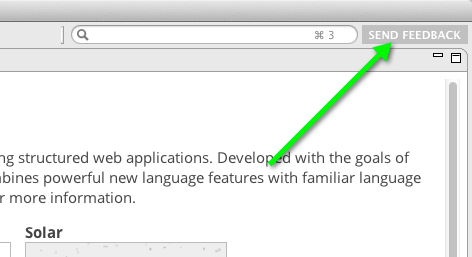 ⌘ 3
SEND FEEDBACK
ng structured web applications. Developed with the goals of
bines powerful new language features with familiar language
r more information.
Solar